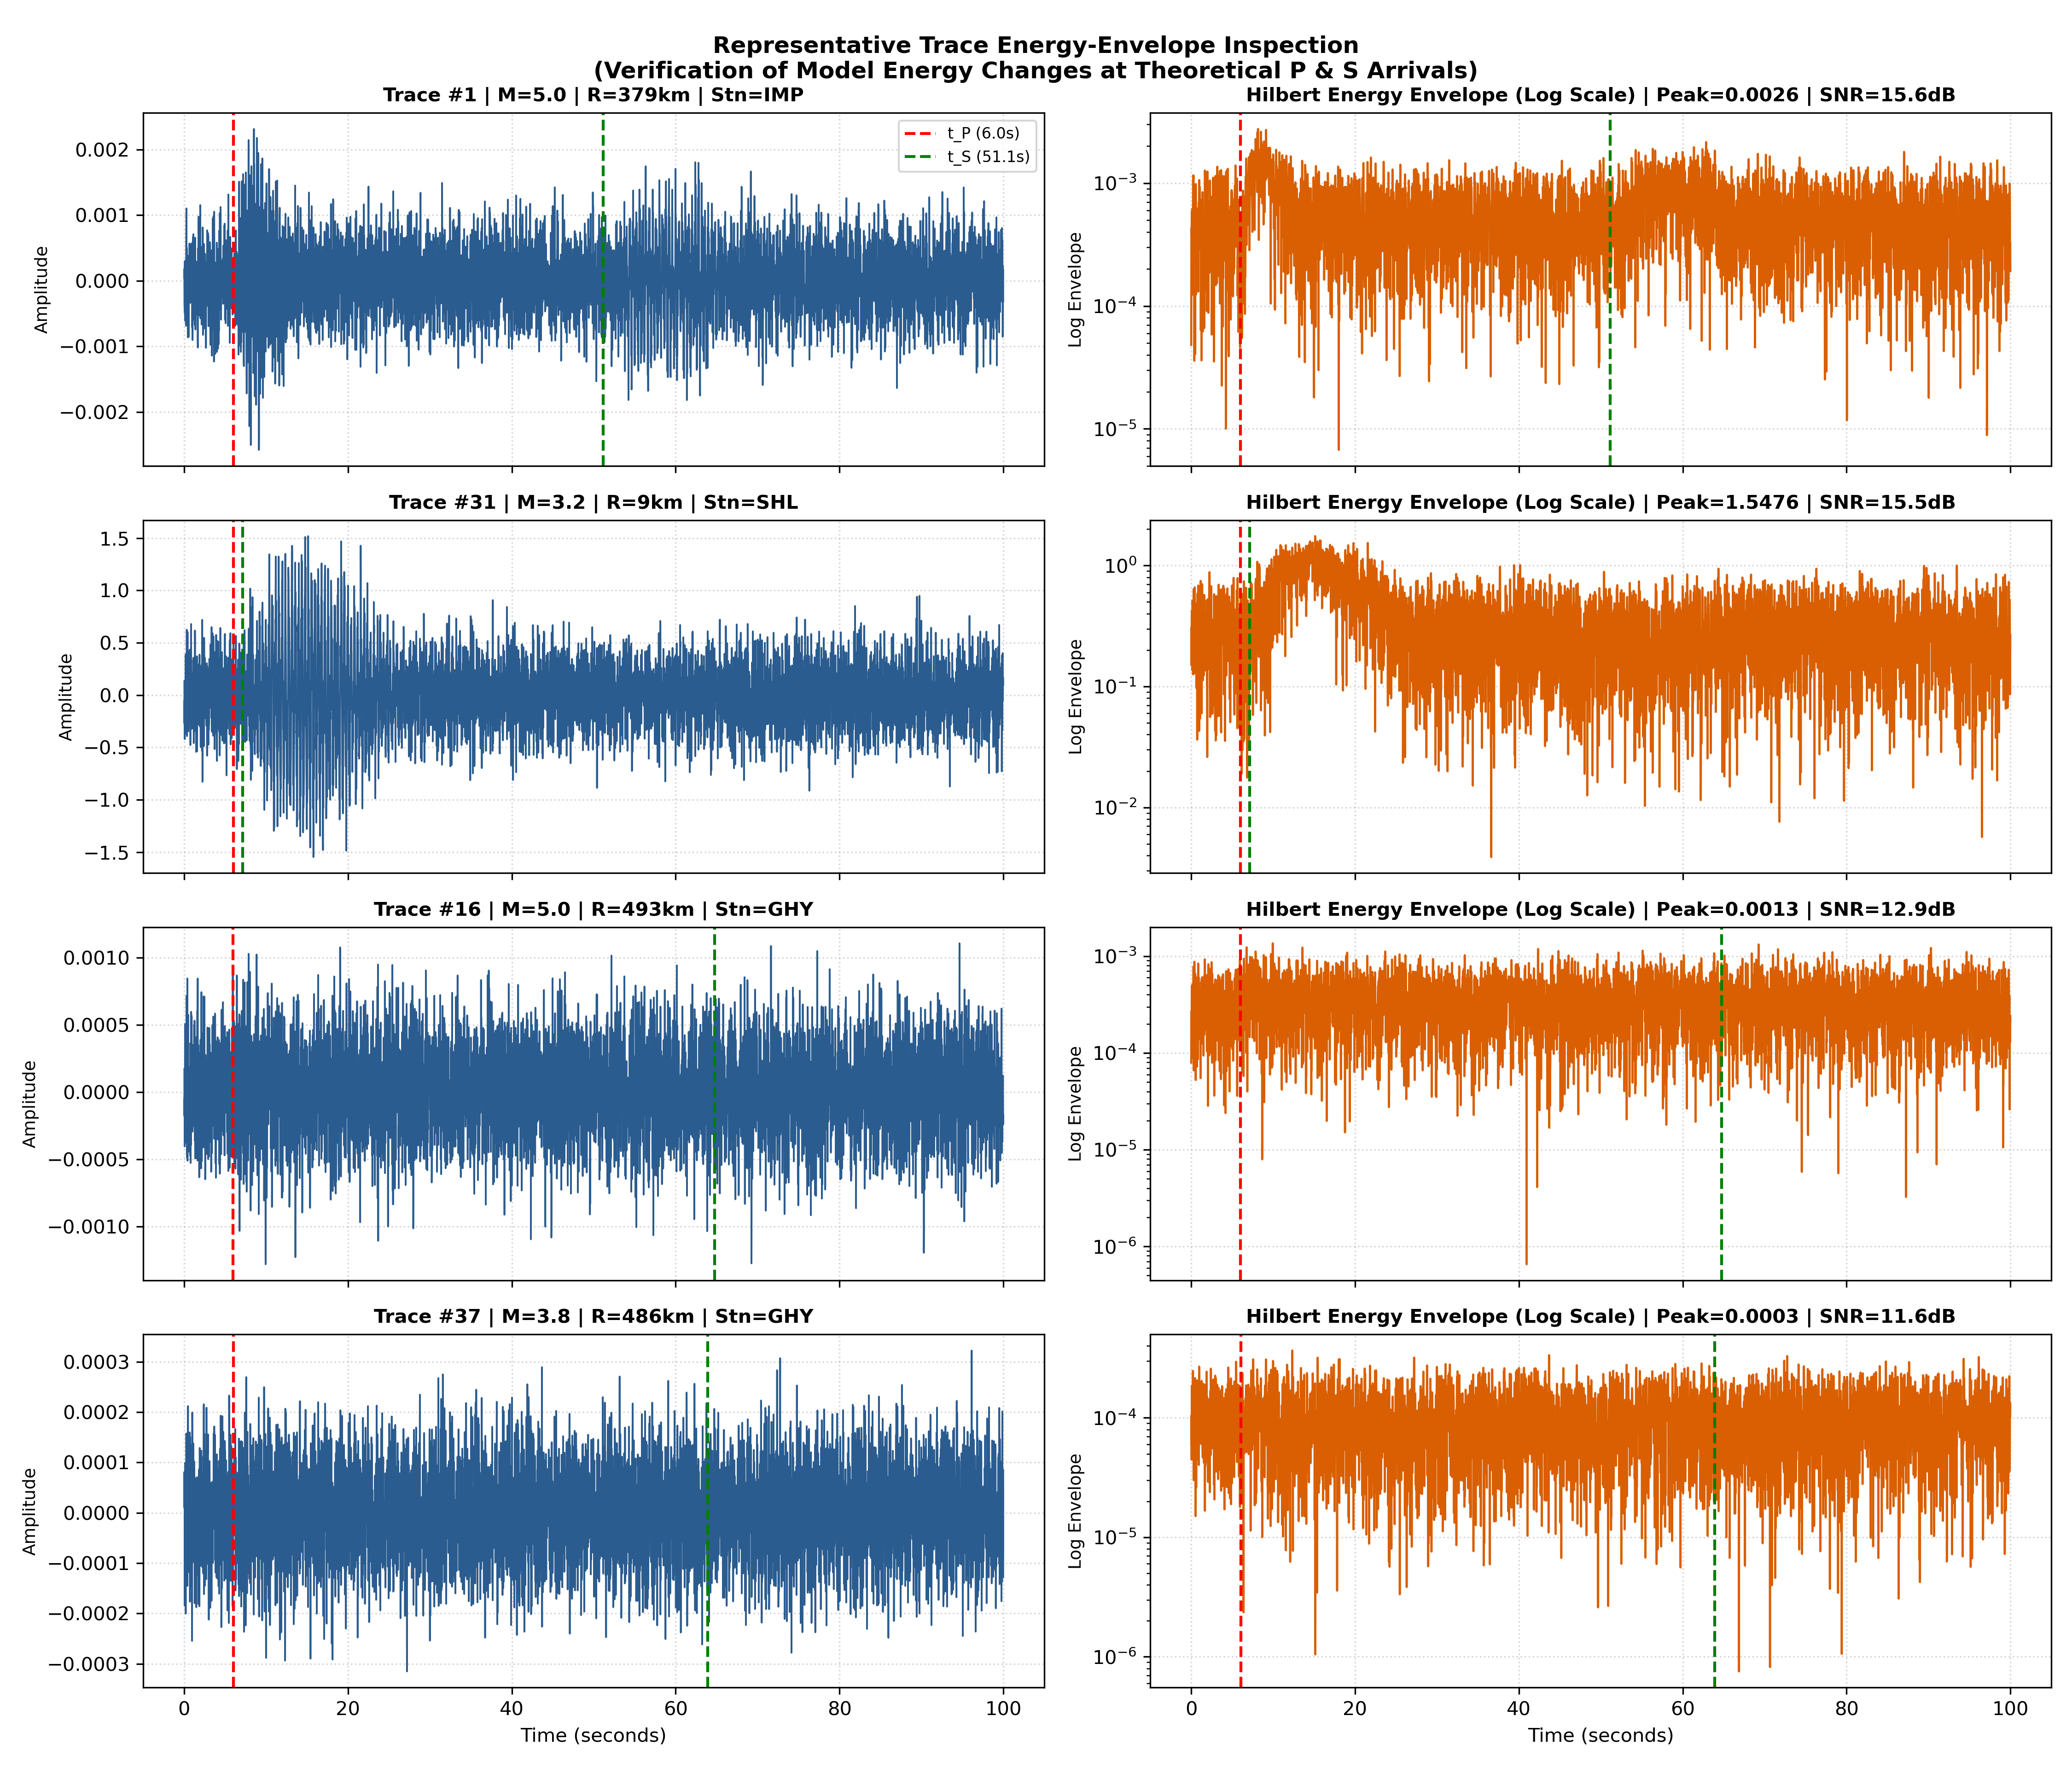 Representative Trace Energy-Envelope Inspection
(Verification of Model Energy Changes at Theoretical P & S Arrivals)
Trace #1 | M=5.0 | R=379km | Stn=IMP
Amplitude
0.002
0.001
0.000
−0.001
−0.002
t_P (6.0s)
t_S (51.1s)
Hilbert Energy Envelope (Log Scale) | Peak=0.0026 | SNR=15.6dB
Log Envelope
10⁻³
10⁻⁴
10⁻⁵
Trace #31 | M=3.2 | R=9km | Stn=SHL
Amplitude
1.5
1.0
0.5
0.0
−0.5
−1.0
−1.5
Hilbert Energy Envelope (Log Scale) | Peak=1.5476 | SNR=15.5dB
Log Envelope
10⁰
10⁻¹
10⁻²
Trace #16 | M=5.0 | R=493km | Stn=GHY
Amplitude
0.0010
0.0005
0.0000
−0.0005
−0.0010
Hilbert Energy Envelope (Log Scale) | Peak=0.0013 | SNR=12.9dB
Log Envelope
10⁻³
10⁻⁴
10⁻⁵
10⁻⁶
Trace #37 | M=3.8 | R=486km | Stn=GHY
Amplitude
0.0003
0.0002
0.0001
0.0000
−0.0001
−0.0002
−0.0003
0 20 40 60 80 100
Time (seconds)
Hilbert Energy Envelope (Log Scale) | Peak=0.0003 | SNR=11.6dB
Log Envelope
10⁻⁴
10⁻⁵
10⁻⁶
0 20 40 60 80 100
Time (seconds)